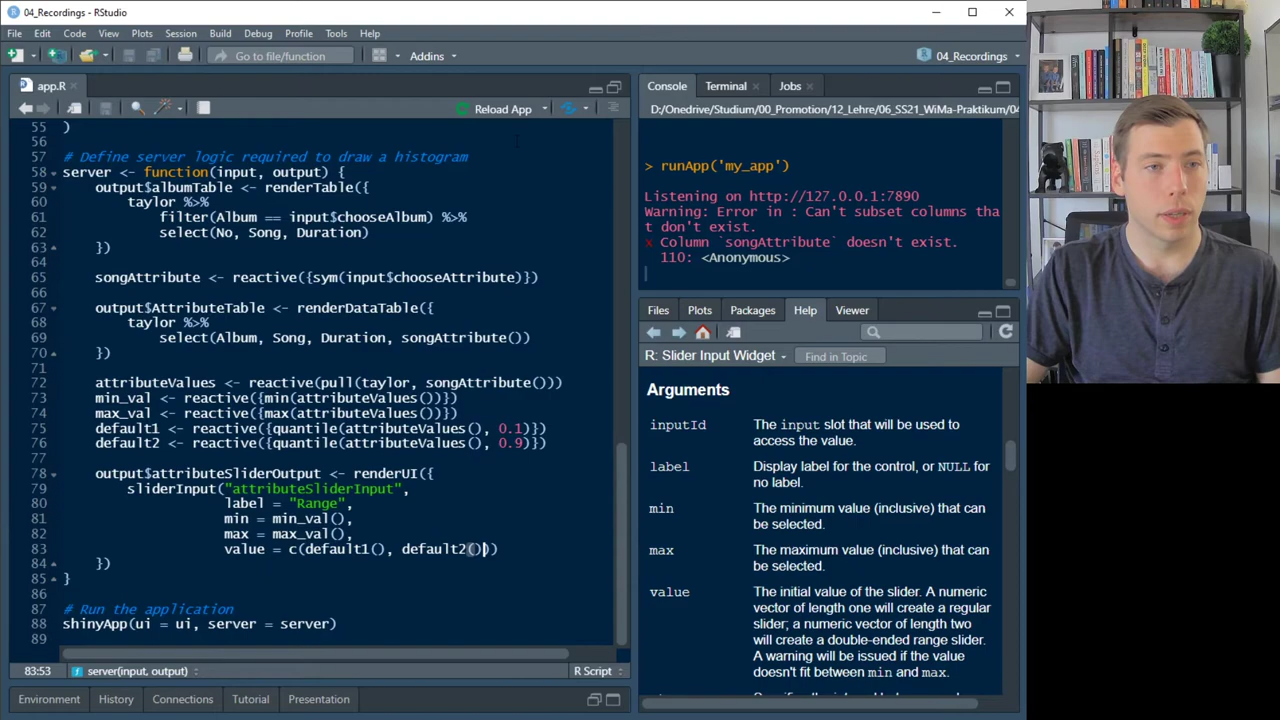 04_Recordings - RStudio
File Edit Code View Plots Session Build Debug Profile Tools Help
Go to file/function Addins 04_Recordings
app.R
Reload App
55 )
56
57 # Define server logic required to draw a histogram
58 server <- function(input, output) {
59 output$albumTable <- renderTable({
60 taylor %>%
61 filter(Album == input$chooseAlbum) %>%
62 select(No, Song, Duration)
63 })
64
65 songAttribute <- reactive({sym(input$chooseAttribute)})
66
67 output$AttributeTable <- renderDataTable({
68 taylor %>%
69 select(Album, Song, Duration, songAttribute())
70 })
71
72 attributeValues <- reactive(pull(taylor, songAttribute()))
73 min_val <- reactive({min(attributeValues())})
74 max_val <- reactive({max(attributeValues())})
75 default1 <- reactive({quantile(attributeValues(), 0.1)})
76 default2 <- reactive({quantile(attributeValues(), 0.9)})
77
78 output$attributeSliderOutput <- renderUI({
79 sliderInput("attributeSliderInput",
80 label = "Range",
81 min = min_val(),
82 max = max_val(),
83 value = c(default1(), default2()))
84 })
85 }
86
87 # Run the application
88 shinyApp(ui = ui, server = server)
89
83:53 server(input, output) R Script
Environment History Connections Tutorial Presentation
Console Terminal Jobs
D:/Onedrive/Studium/00_Promotion/12_Lehre/06_SS21_WiMa-Praktikum/04
> runApp('my_app')
Listening on http://127.0.0.1:7890
Warning: Error in : Can't subset columns tha
t don't exist.
x Column `songAttribute` doesn't exist.
110: <Anonymous>
Files Plots Packages Help Viewer
R: Slider Input Widget Find in Topic
Arguments
inputId The input slot that will be used to
access the value.
label Display label for the control, or NULL for
no label.
min The minimum value (inclusive) that can
be selected.
max The maximum value (inclusive) that can
be selected.
value The initial value of the slider. A numeric
vector of length one will create a regular
slider; a numeric vector of length two
will create a double-ended range slider.
A warning will be issued if the value
doesn't fit between min and max.